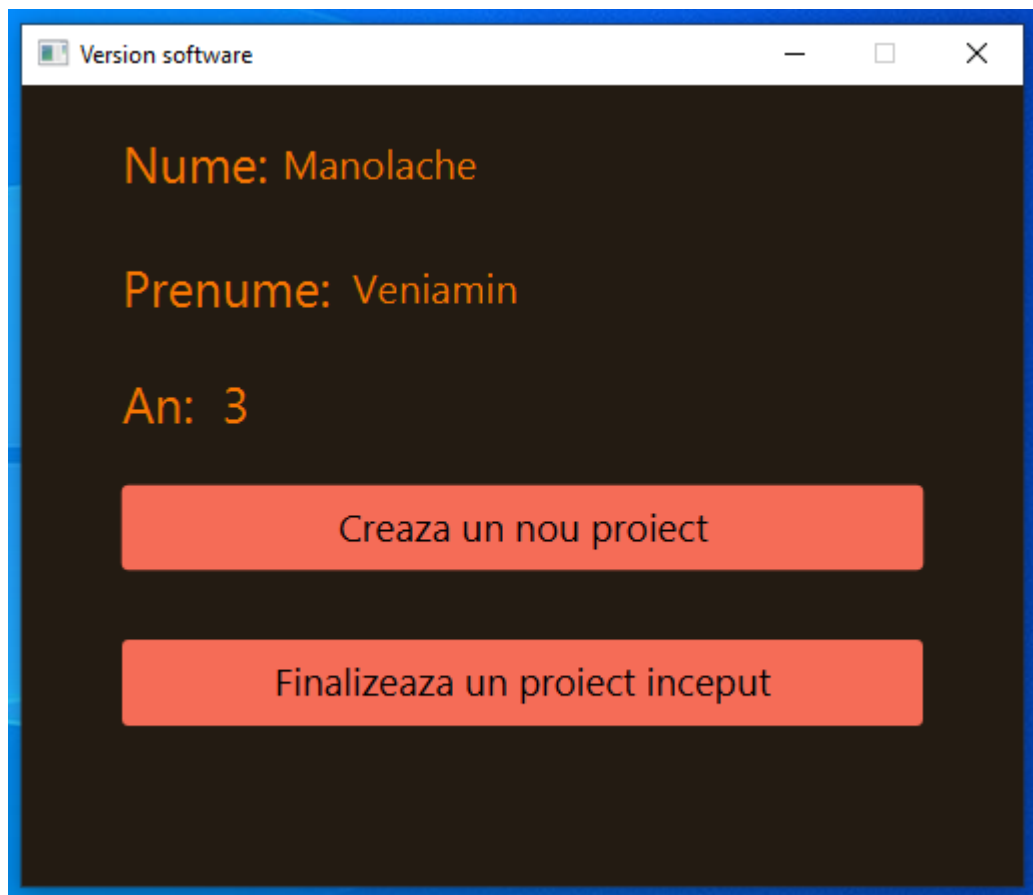 Version software
Nume: Manolache
Prenume: Veniamin
An: 3
Creaza un nou proiect
Finalizeaza un proiect inceput